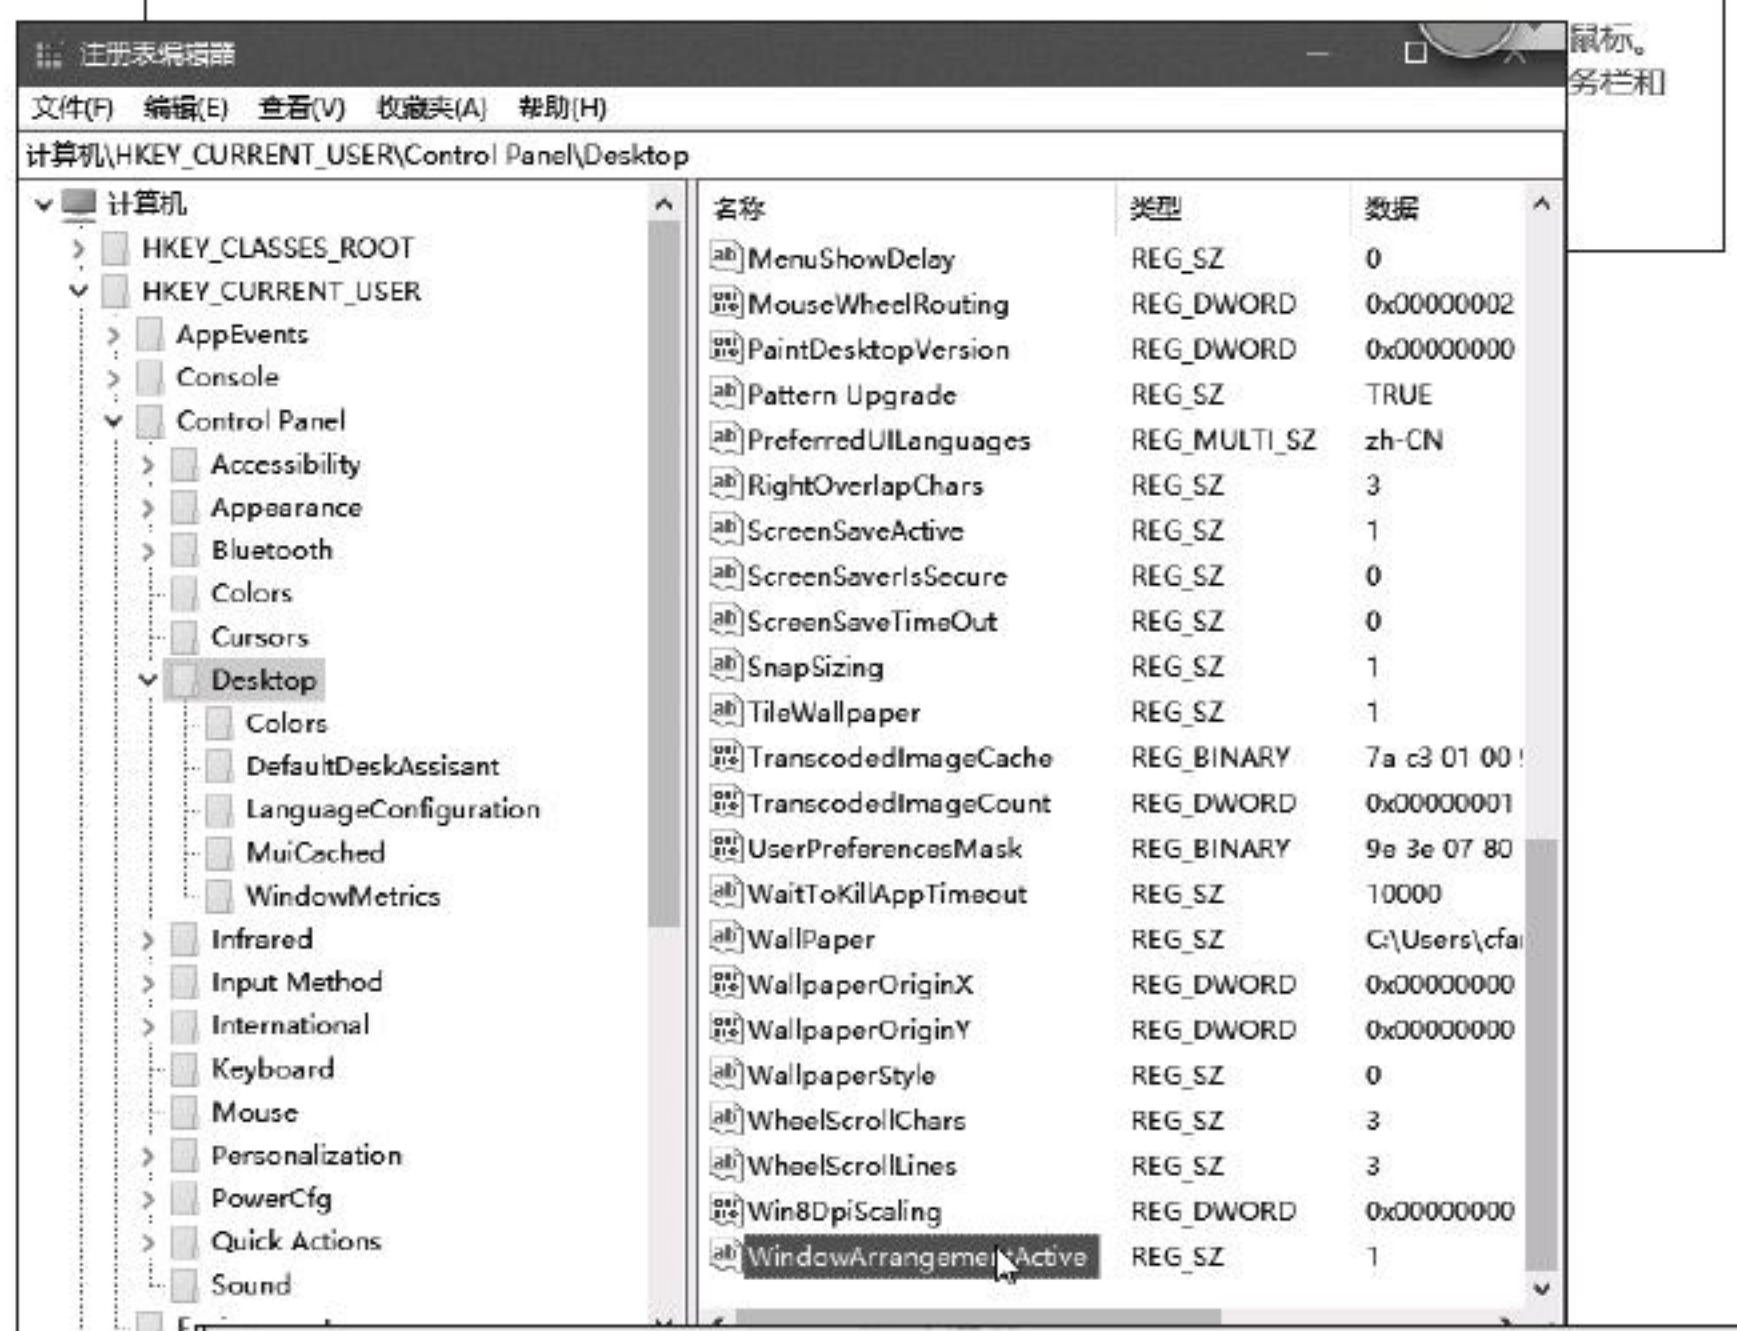 鼠标。
务栏和
注册表编辑器
文件(F) 编辑(E) 查看(V) 收藏夹(A) 帮助(H)
计算机\HKEY_CURRENT_USER\Control Panel\Desktop
计算机
HKEY_CLASSES_ROOT
HKEY_CURRENT_USER
AppEvents
Console
Control Panel
Accessibility
Appearance
Bluetooth
Colors
Cursors
Desktop
Colors
DefaultDeskAssisant
LanguageConfiguration
MuiCached
WindowMetrics
Infrared
Input Method
International
Keyboard
Mouse
Personalization
PowerCfg
Quick Actions
Sound
名称 类型 数据
MenuShowDelay REG_SZ 0
MouseWheelRouting REG_DWORD 0x00000002
PaintDesktopVersion REG_DWORD 0x00000000
Pattern Upgrade REG_SZ TRUE
PreferredUILanguages REG_MULTI_SZ zh-CN
RightOverlapChars REG_SZ 3
ScreenSaveActive REG_SZ 1
ScreenSaverIsSecure REG_SZ 0
ScreenSaveTimeOut REG_SZ 0
SnapSizing REG_SZ 1
TileWallpaper REG_SZ 1
TranscodedImageCache REG_BINARY 7a c3 01 00
TranscodedImageCount REG_DWORD 0x00000001
UserPreferencesMask REG_BINARY 9e 3e 07 80
WaitToKillAppTimeout REG_SZ 10000
WallPaper REG_SZ C:\Users\cfa
WallpaperOriginX REG_DWORD 0x00000000
WallpaperOriginY REG_DWORD 0x00000000
WallpaperStyle REG_SZ 0
WheelScrollChars REG_SZ 3
WheelScrollLines REG_SZ 3
Win8DpiScaling REG_DWORD 0x00000000
WindowArrangementActive REG_SZ 1